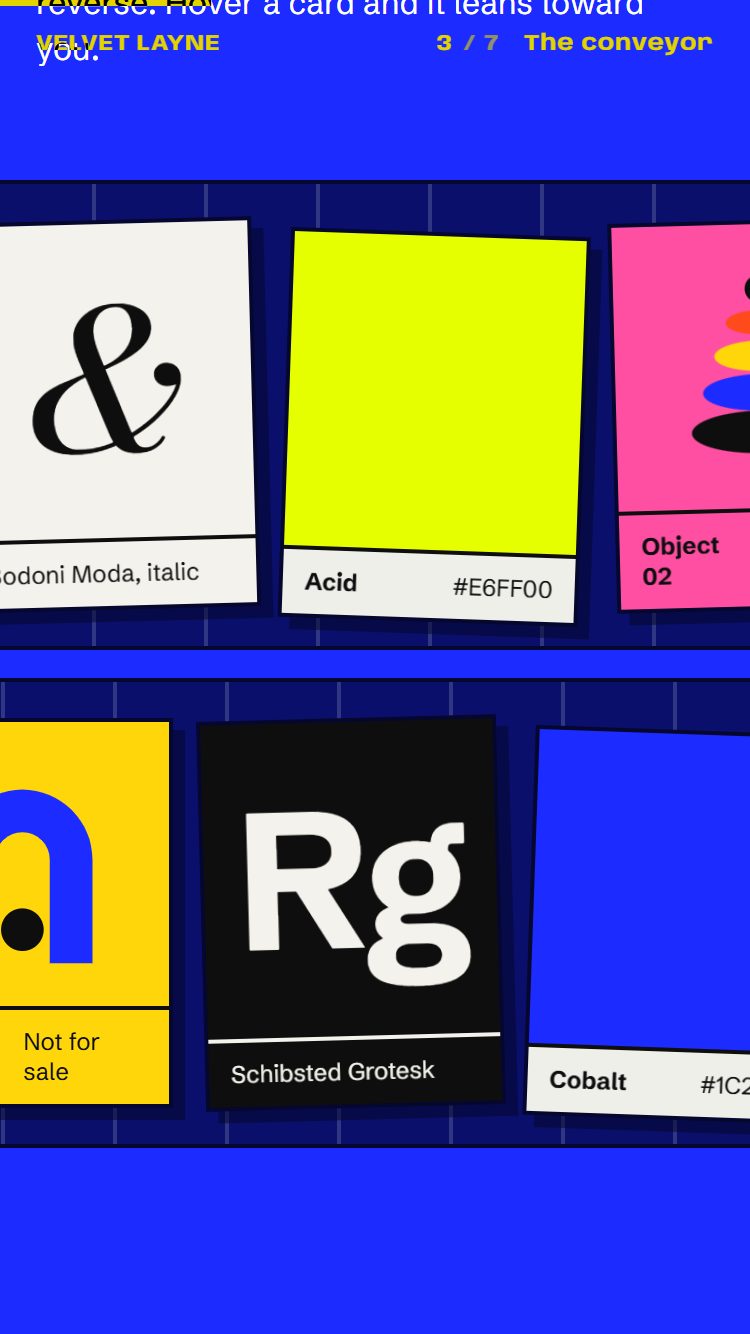 reverse. Hover a card and it leans toward
you.
VELVET LAYNE
3 / 7 The conveyor
&
Bodoni Moda, italic
Acid #E6FF00
Object
02
Not for
sale
Rg
Schibsted Grotesk
Cobalt #1C2